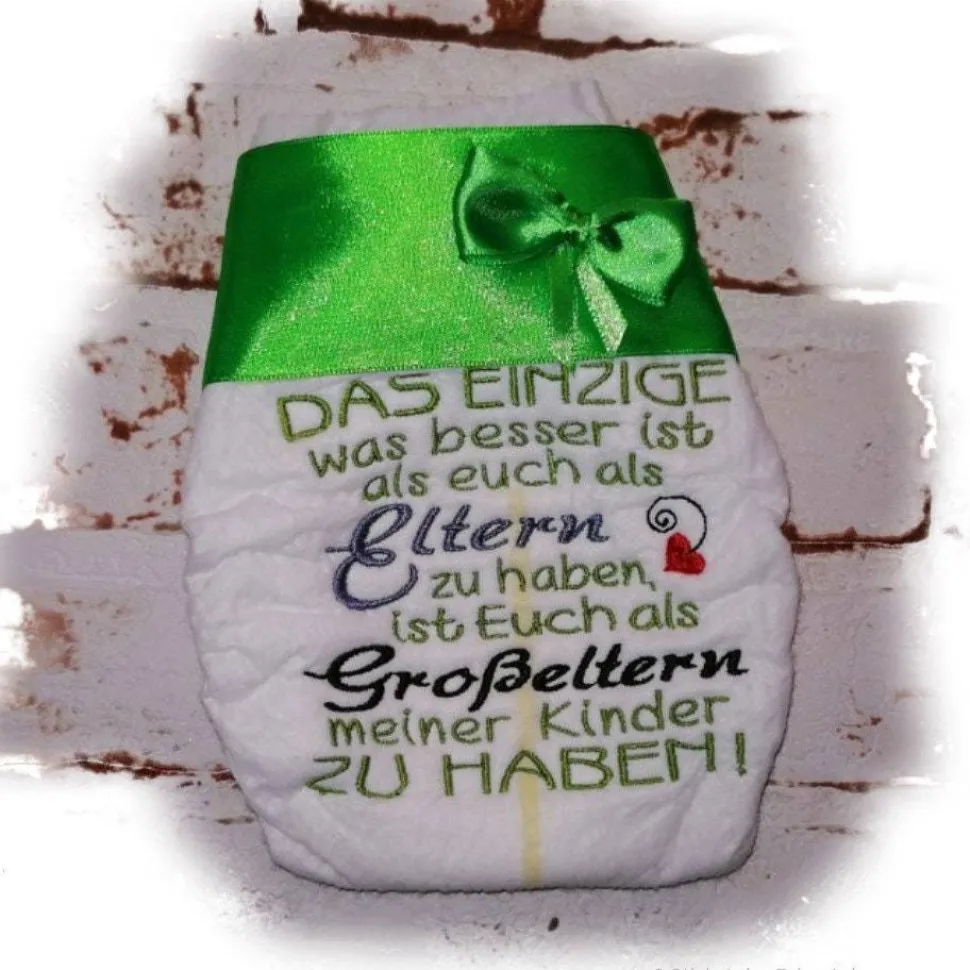 DAS EINZIGE
was besser ist
als euch als
Eltern
zu haben,
ist Euch als
Großeltern
meiner Kinder
ZU HABEN!